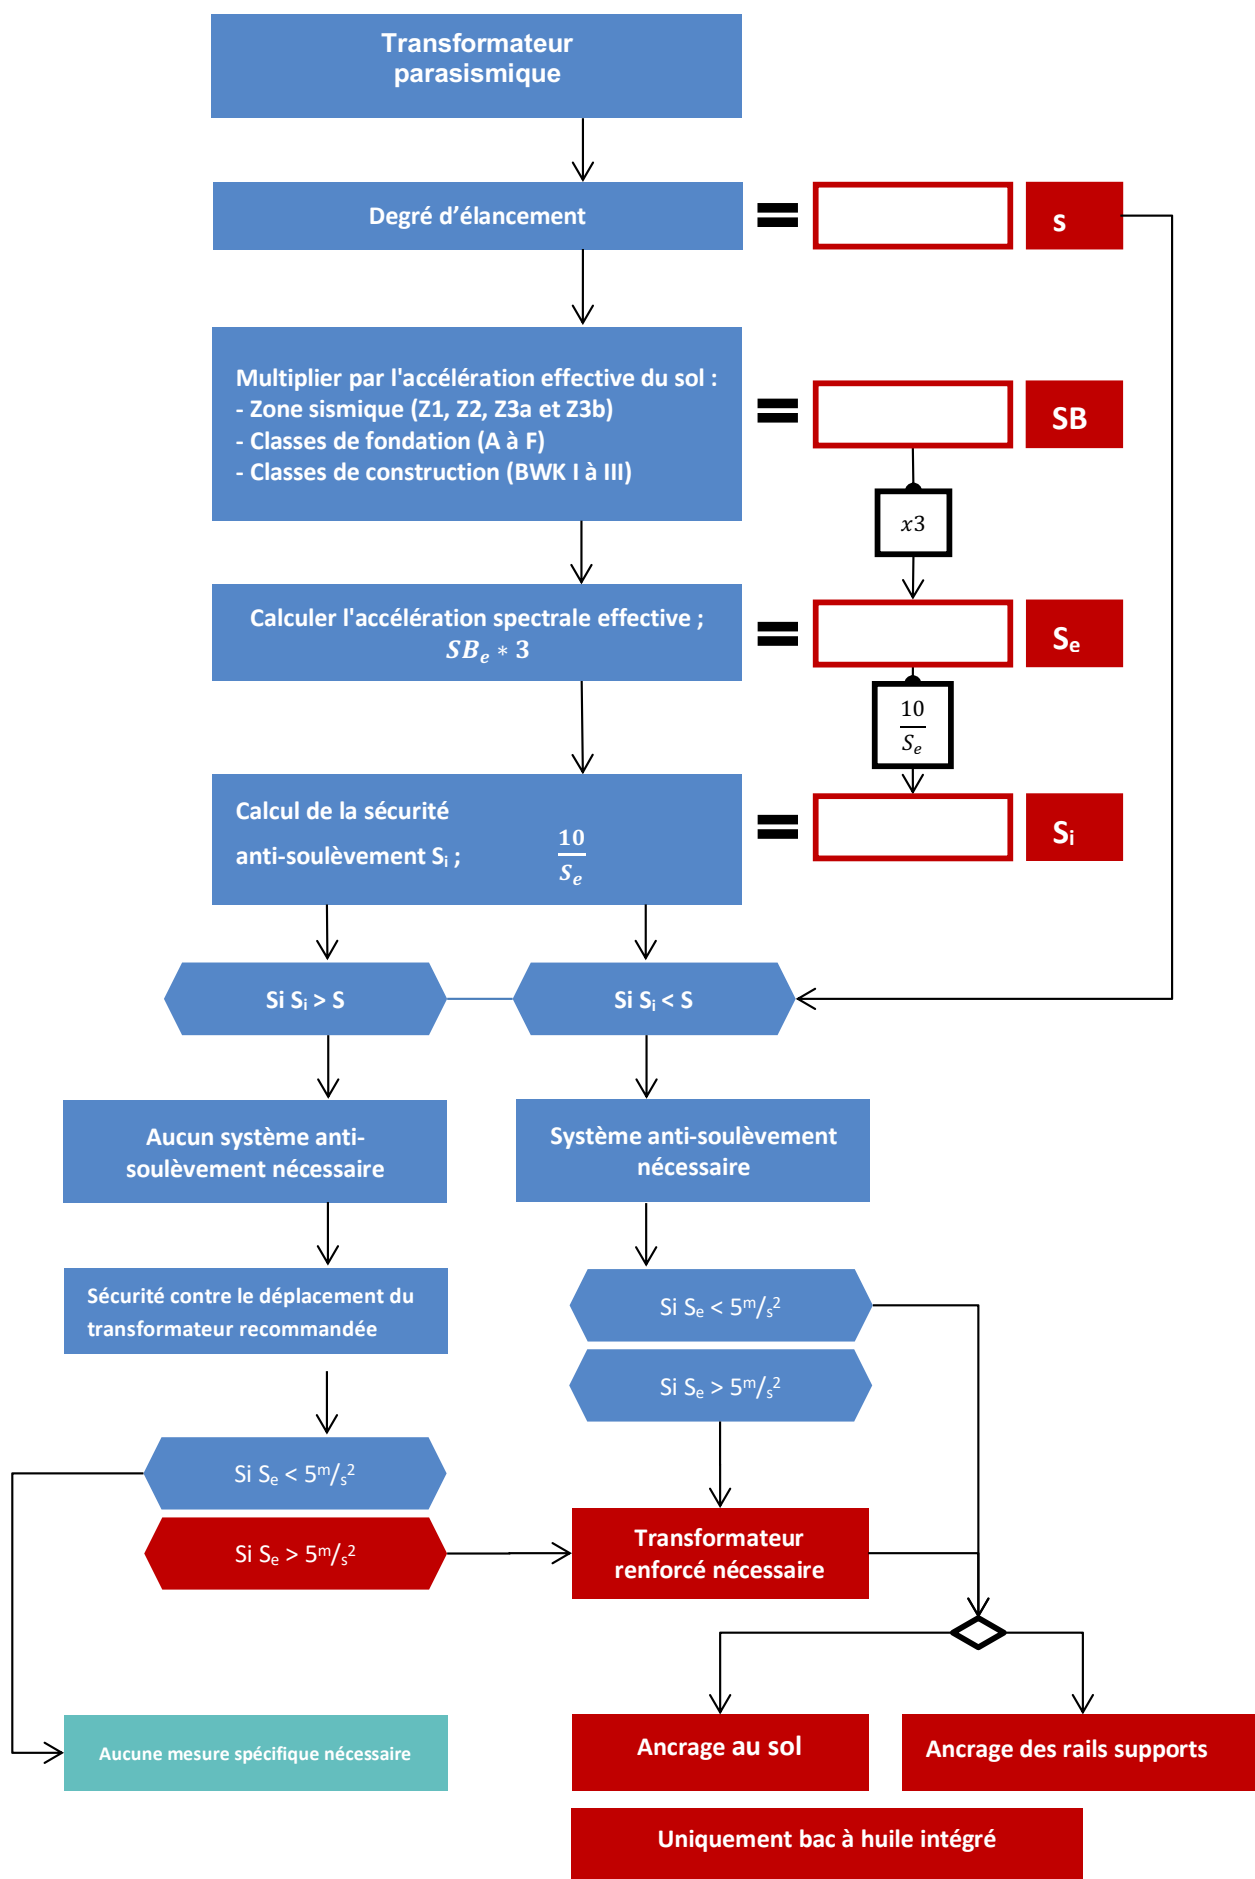 Transformateur
parasismique
Degré d'élancement
=
s
Multiplier par l'accélération effective du sol :
- Zone sismique (Z1, Z2, Z3a et Z3b)
- Classes de fondation (A à F)
- Classes de construction (BWK I à III)
=
SB
x3
Calculer l'accélération spectrale effective ;
SBₑ * 3
=
Sₑ
10
Sₑ
Calcul de la sécurité
anti-soulèvement Sᵢ ;
10
Sₑ
=
Sᵢ
Si Sᵢ > S
Si Sᵢ < S
Aucun système anti-
soulèvement nécessaire
Système anti-soulèvement
nécessaire
Sécurité contre le déplacement du
transformateur recommandée
Si Sₑ < 5ᵐ/ₛ²
Si Sₑ > 5ᵐ/ₛ²
Si Sₑ < 5ᵐ/ₛ²
Si Sₑ > 5ᵐ/ₛ²
Transformateur
renforcé nécessaire
Aucune mesure spécifique nécessaire
Ancrage au sol
Ancrage des rails supports
Uniquement bac à huile intégré